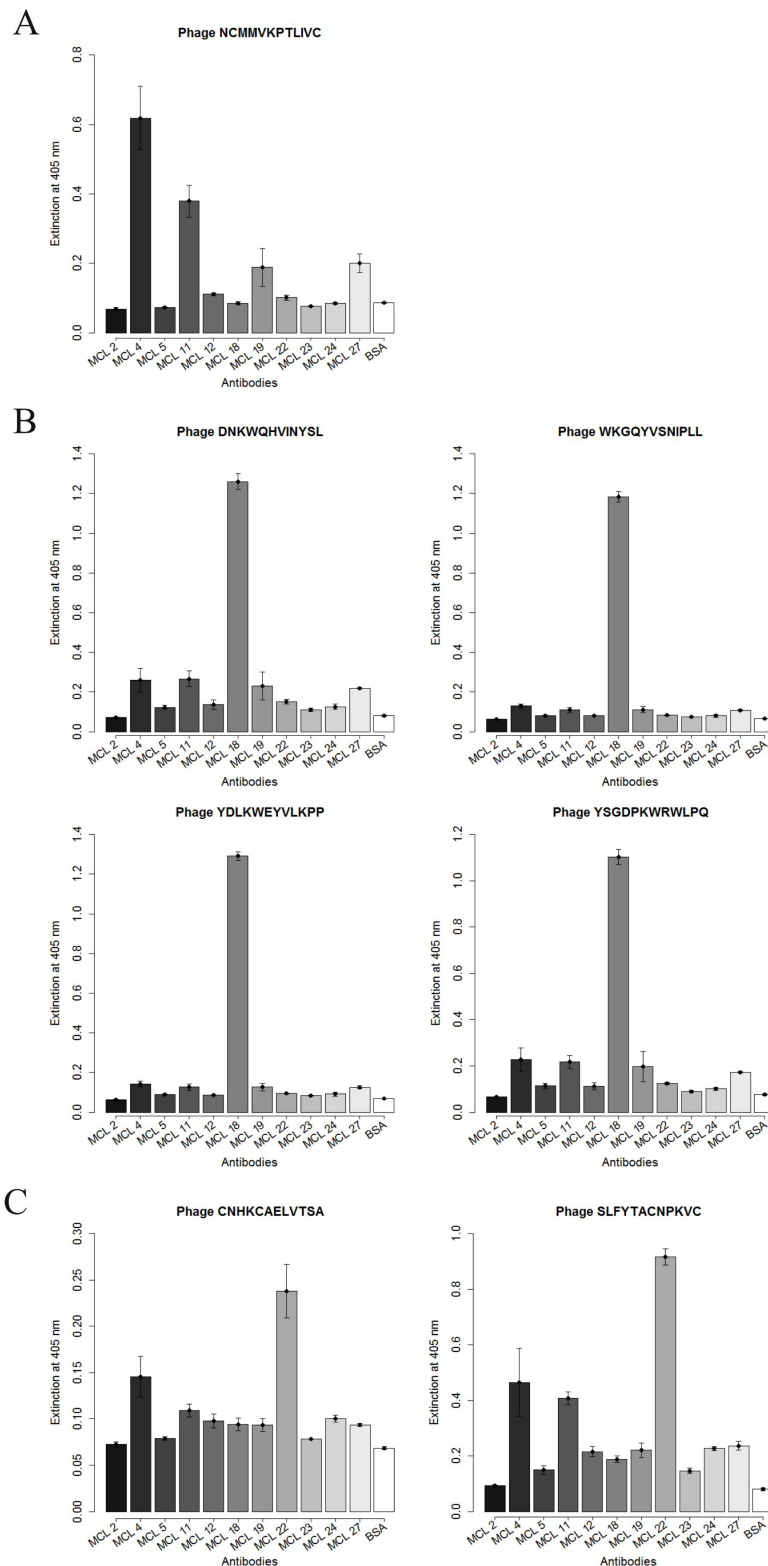 A
Phage NCMMVKPTLIVC
Extinction at 405 nm
0.0 0.2 0.4 0.6 0.8
MCL 2 MCL 4 MCL 5 MCL 11 MCL 12 MCL 18 MCL 19 MCL 22 MCL 23 MCL 24 MCL 27 BSA
Antibodies
B
Phage DNKWQHVINYSL
Extinction at 405 nm
0.0 0.2 0.4 0.6 0.8 1.0 1.2 1.4
MCL 2 MCL 4 MCL 5 MCL 11 MCL 12 MCL 18 MCL 19 MCL 22 MCL 23 MCL 24 MCL 27 BSA
Antibodies
Phage WKGQYVSNIPLL
Extinction at 405 nm
0.0 0.2 0.4 0.6 0.8 1.0 1.2 1.4
MCL 2 MCL 4 MCL 5 MCL 11 MCL 12 MCL 18 MCL 19 MCL 22 MCL 23 MCL 24 MCL 27 BSA
Antibodies
Phage YDLKWEYVLKPP
Extinction at 405 nm
0.0 0.2 0.4 0.6 0.8 1.0 1.2 1.4
MCL 2 MCL 4 MCL 5 MCL 11 MCL 12 MCL 18 MCL 19 MCL 22 MCL 23 MCL 24 MCL 27 BSA
Antibodies
Phage YSGDPKWRWLPQ
Extinction at 405 nm
0.0 0.2 0.4 0.6 0.8 1.0 1.2
MCL 2 MCL 4 MCL 5 MCL 11 MCL 12 MCL 18 MCL 19 MCL 22 MCL 23 MCL 24 MCL 27 BSA
Antibodies
C
Phage CNHKCAELVTSA
Extinction at 405 nm
0.00 0.05 0.10 0.15 0.20 0.25 0.30
MCL 2 MCL 4 MCL 5 MCL 11 MCL 12 MCL 18 MCL 19 MCL 22 MCL 23 MCL 24 MCL 27 BSA
Antibodies
Phage SLFYTACNPKVC
Extinction at 405 nm
0.0 0.2 0.4 0.6 0.8 1.0
MCL 2 MCL 4 MCL 5 MCL 11 MCL 12 MCL 18 MCL 19 MCL 22 MCL 23 MCL 24 MCL 27 BSA
Antibodies